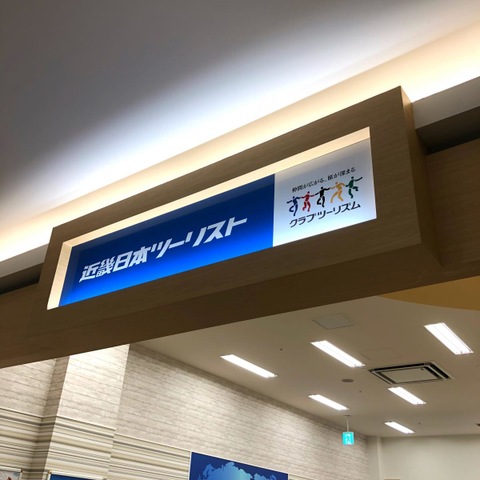 近畿日本ツーリスト
仲間が広がる、旅が深まる
クラブツーリズム